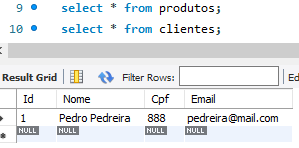 9 select * from produtos;
10 select * from clientes;
Result Grid Filter Rows: Ed
Id Nome Cpf Email
1 Pedro Pedreira 888 pedreira@mail.com
NULL NULL NULL NULL